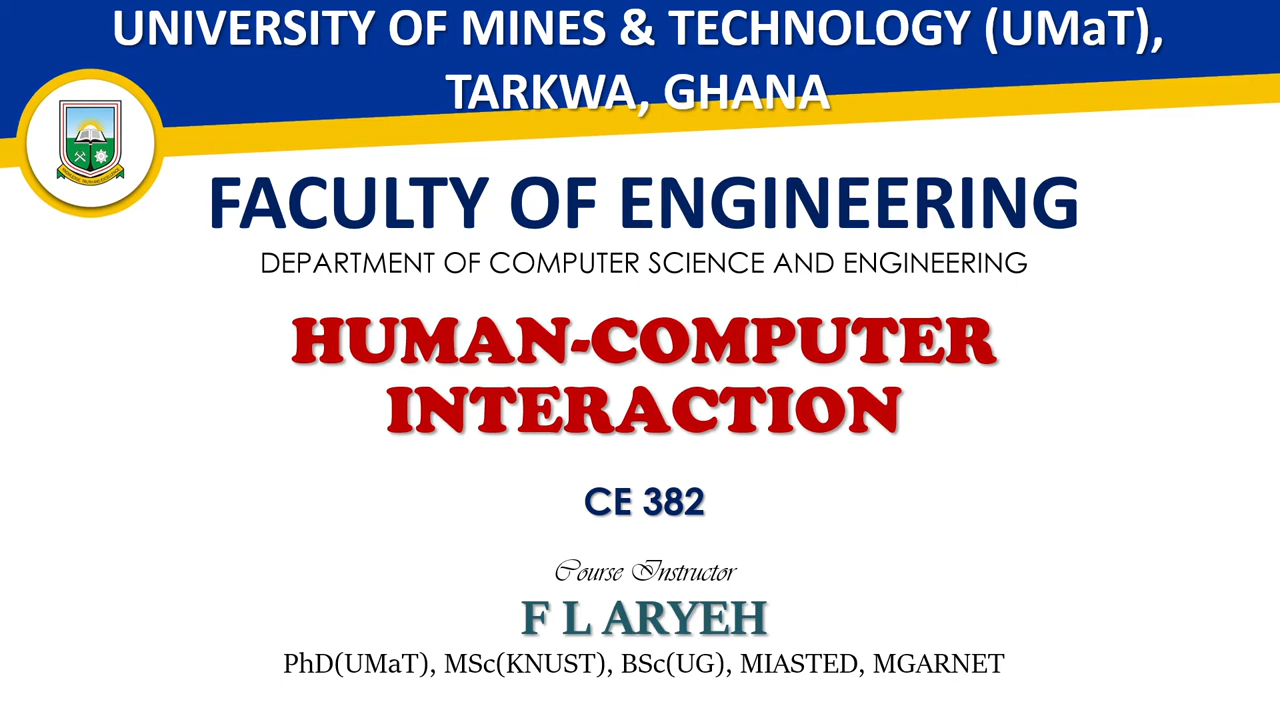 UNIVERSITY OF MINES & TECHNOLOGY (UMaT),
TARKWA, GHANA
FACULTY OF ENGINEERING
DEPARTMENT OF COMPUTER SCIENCE AND ENGINEERING
HUMAN-COMPUTER
INTERACTION
CE 382
Course Instructor
F L ARYEH
PhD(UMaT), MSc(KNUST), BSc(UG), MIASTED, MGARNET